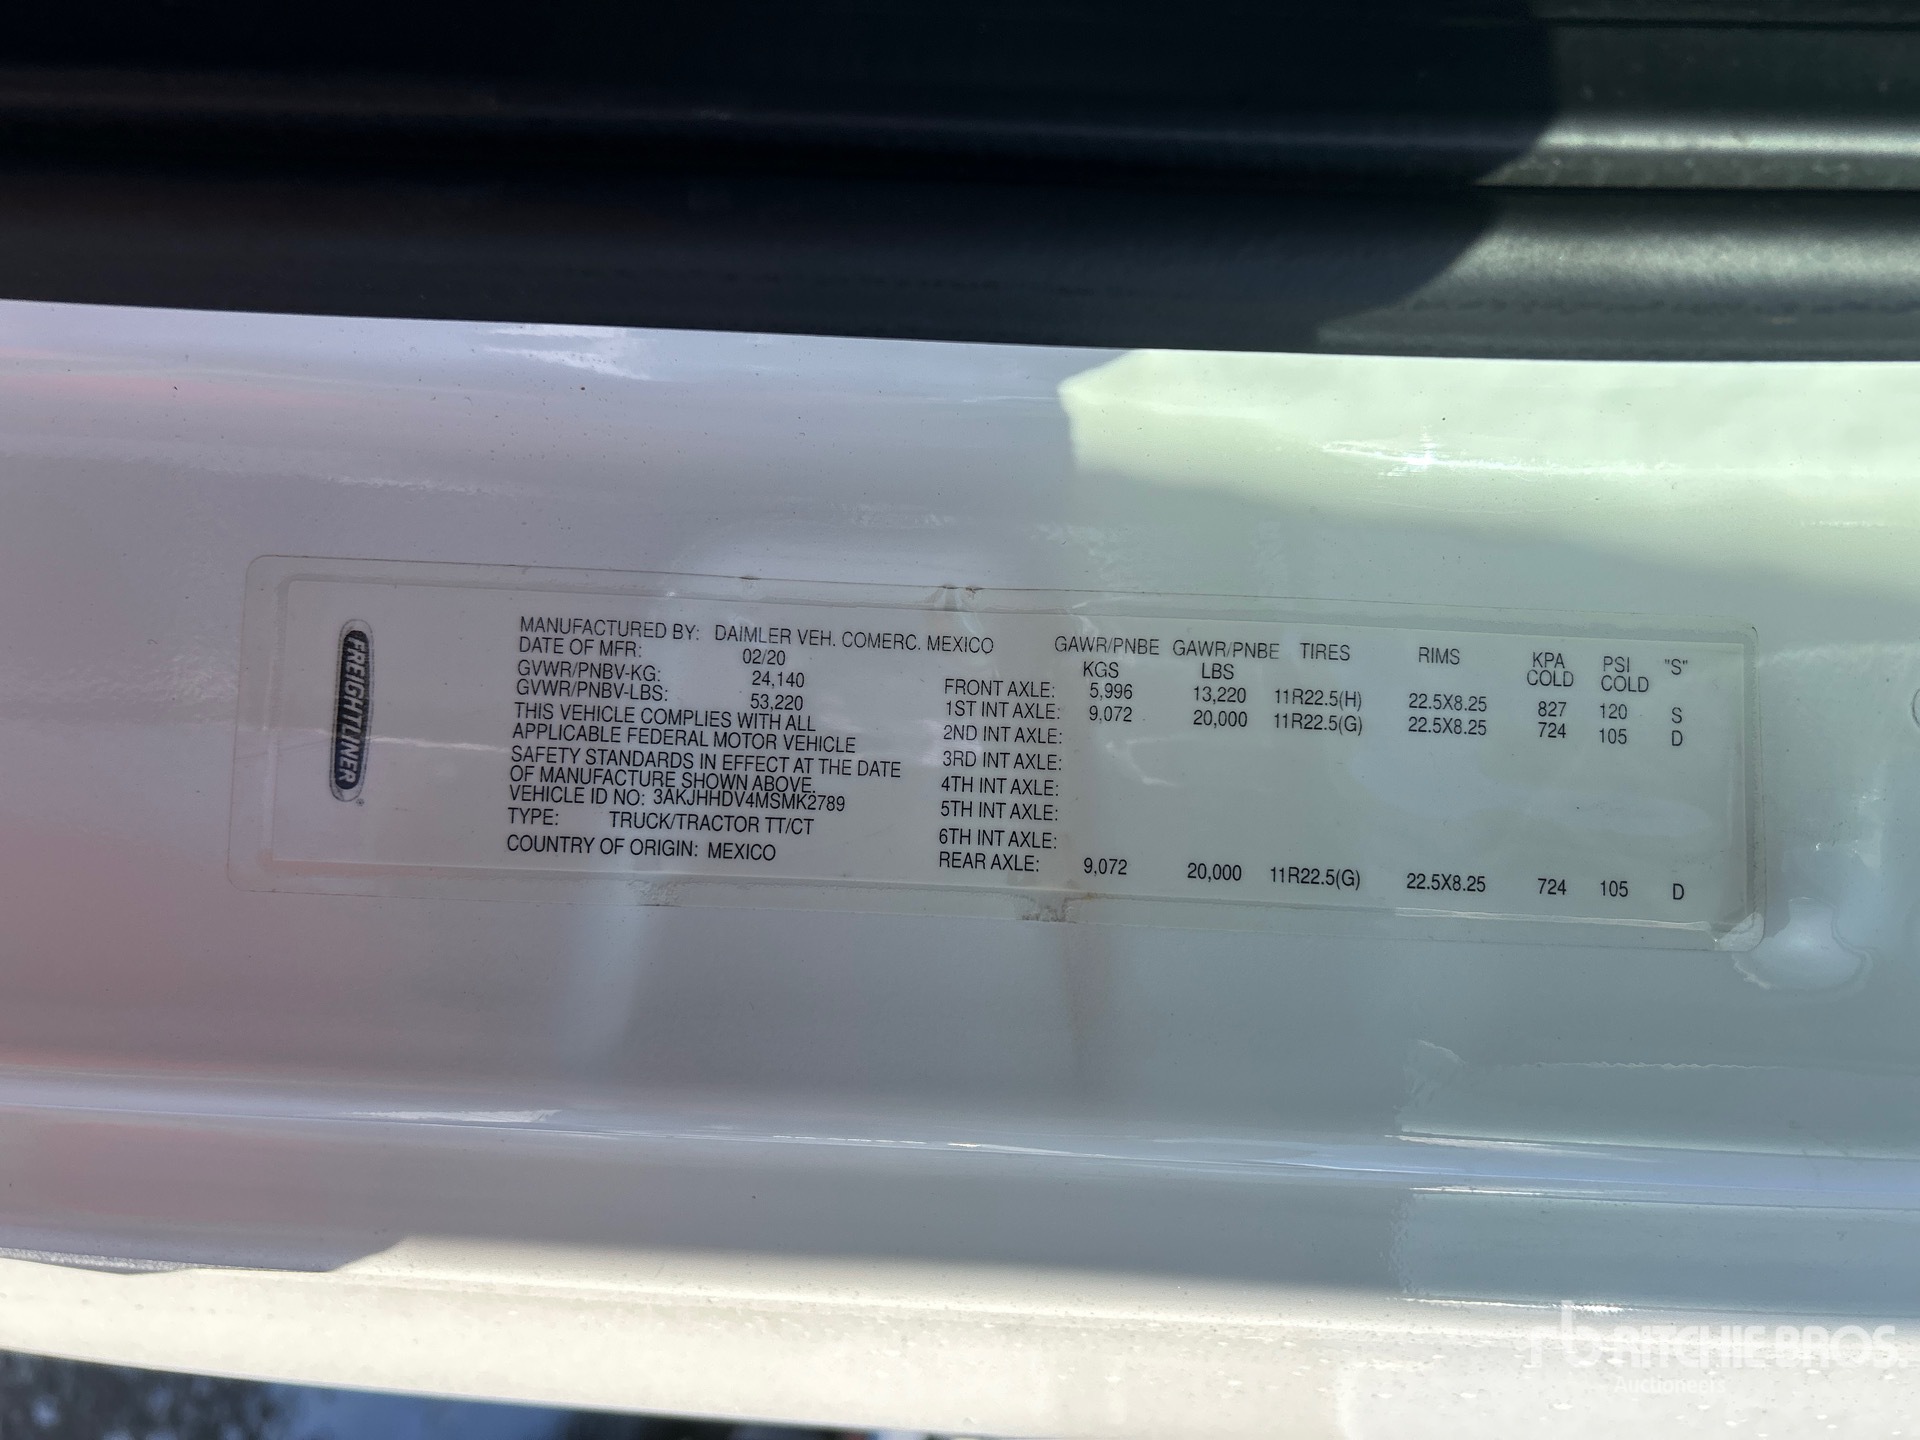 FREIGHTLINER
MANUFACTURED BY: DAIMLER VEH. COMERC. MEXICO
DATE OF MFR: 02/20
GVWR/PNBV-KG: 24,140
GVWR/PNBV-LBS: 53,220
THIS VEHICLE COMPLIES WITH ALL
APPLICABLE FEDERAL MOTOR VEHICLE
SAFETY STANDARDS IN EFFECT AT THE DATE
OF MANUFACTURE SHOWN ABOVE.
VEHICLE ID NO: 3AKJHHDV4MSMK2789
TYPE: TRUCK/TRACTOR TT/CT
COUNTRY OF ORIGIN: MEXICO
GAWR/PNBE KGS GAWR/PNBE LBS TIRES RIMS KPA COLD PSI COLD "S"
FRONT AXLE: 5,996 13,220 11R22.5(H) 22.5X8.25 827 120 S
1ST INT AXLE: 9,072 20,000 11R22.5(G) 22.5X8.25 724 105 D
2ND INT AXLE:
3RD INT AXLE:
4TH INT AXLE:
5TH INT AXLE:
6TH INT AXLE:
REAR AXLE: 9,072 20,000 11R22.5(G) 22.5X8.25 724 105 D
rb RITCHIE BROS.
Auctioneers